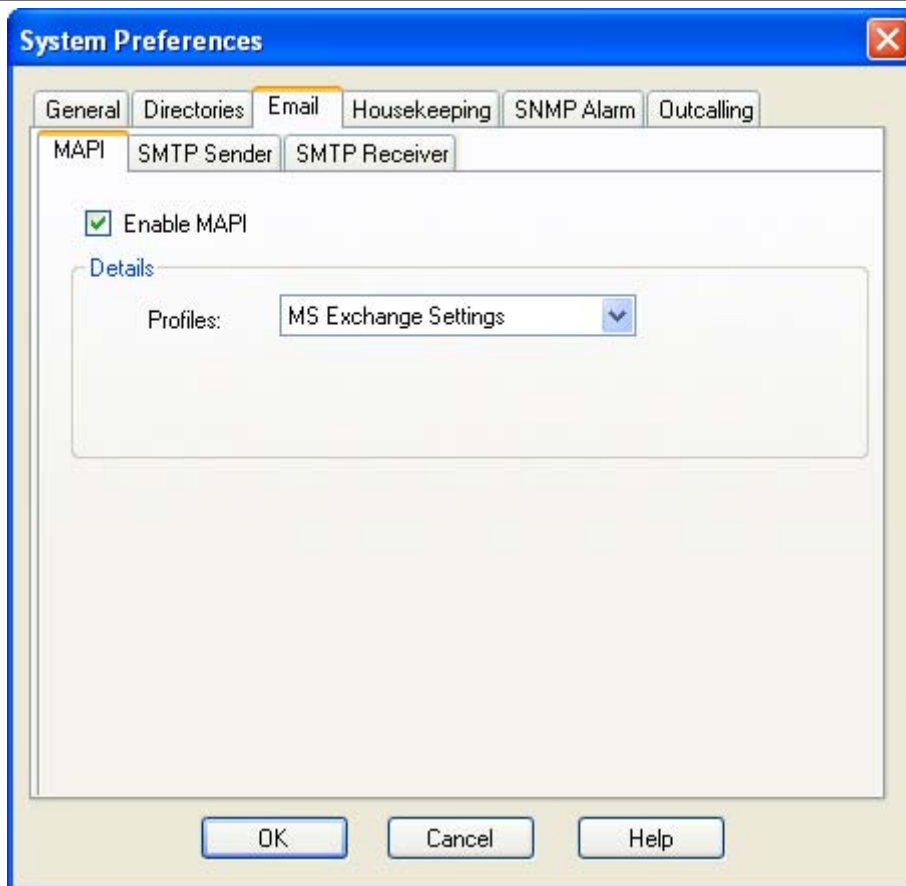 System Preferences
General Directories Email Housekeeping SNMP Alarm Outcalling
MAPI SMTP Sender SMTP Receiver
Enable MAPI
Details
Profiles: MS Exchange Settings
OK Cancel Help